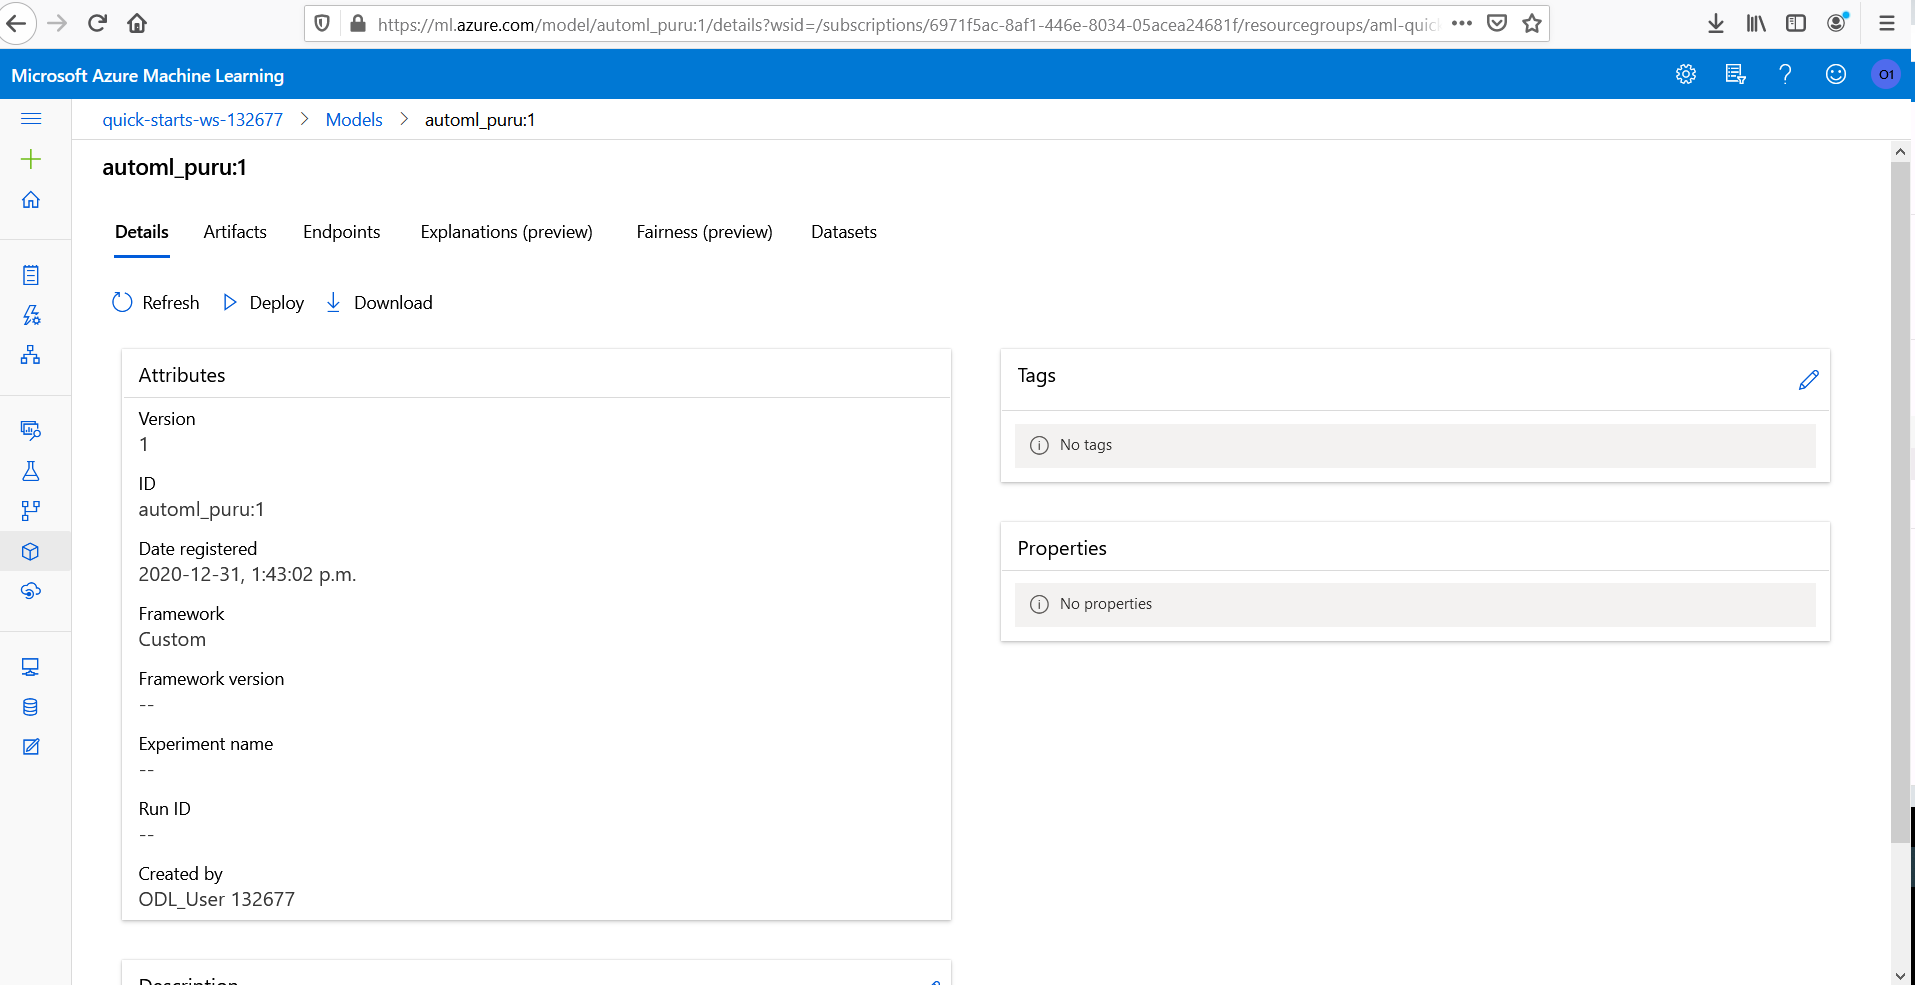 https://ml.azure.com/model/automl_puru:1/details?wsid=/subscriptions/6971f5ac-8af1-446e-8034-05acea24681f/resourcegroups/aml-quic
Microsoft Azure Machine Learning
O1
quick-starts-ws-132677 > Models > automl_puru:1
automl_puru:1
Details Artifacts Endpoints Explanations (preview) Fairness (preview) Datasets
Refresh Deploy Download
Attributes
Version
1
ID
automl_puru:1
Date registered
2020-12-31, 1:43:02 p.m.
Framework
Custom
Framework version
--
Experiment name
--
Run ID
--
Created by
ODL_User 132677
Description
Tags
No tags
Properties
No properties